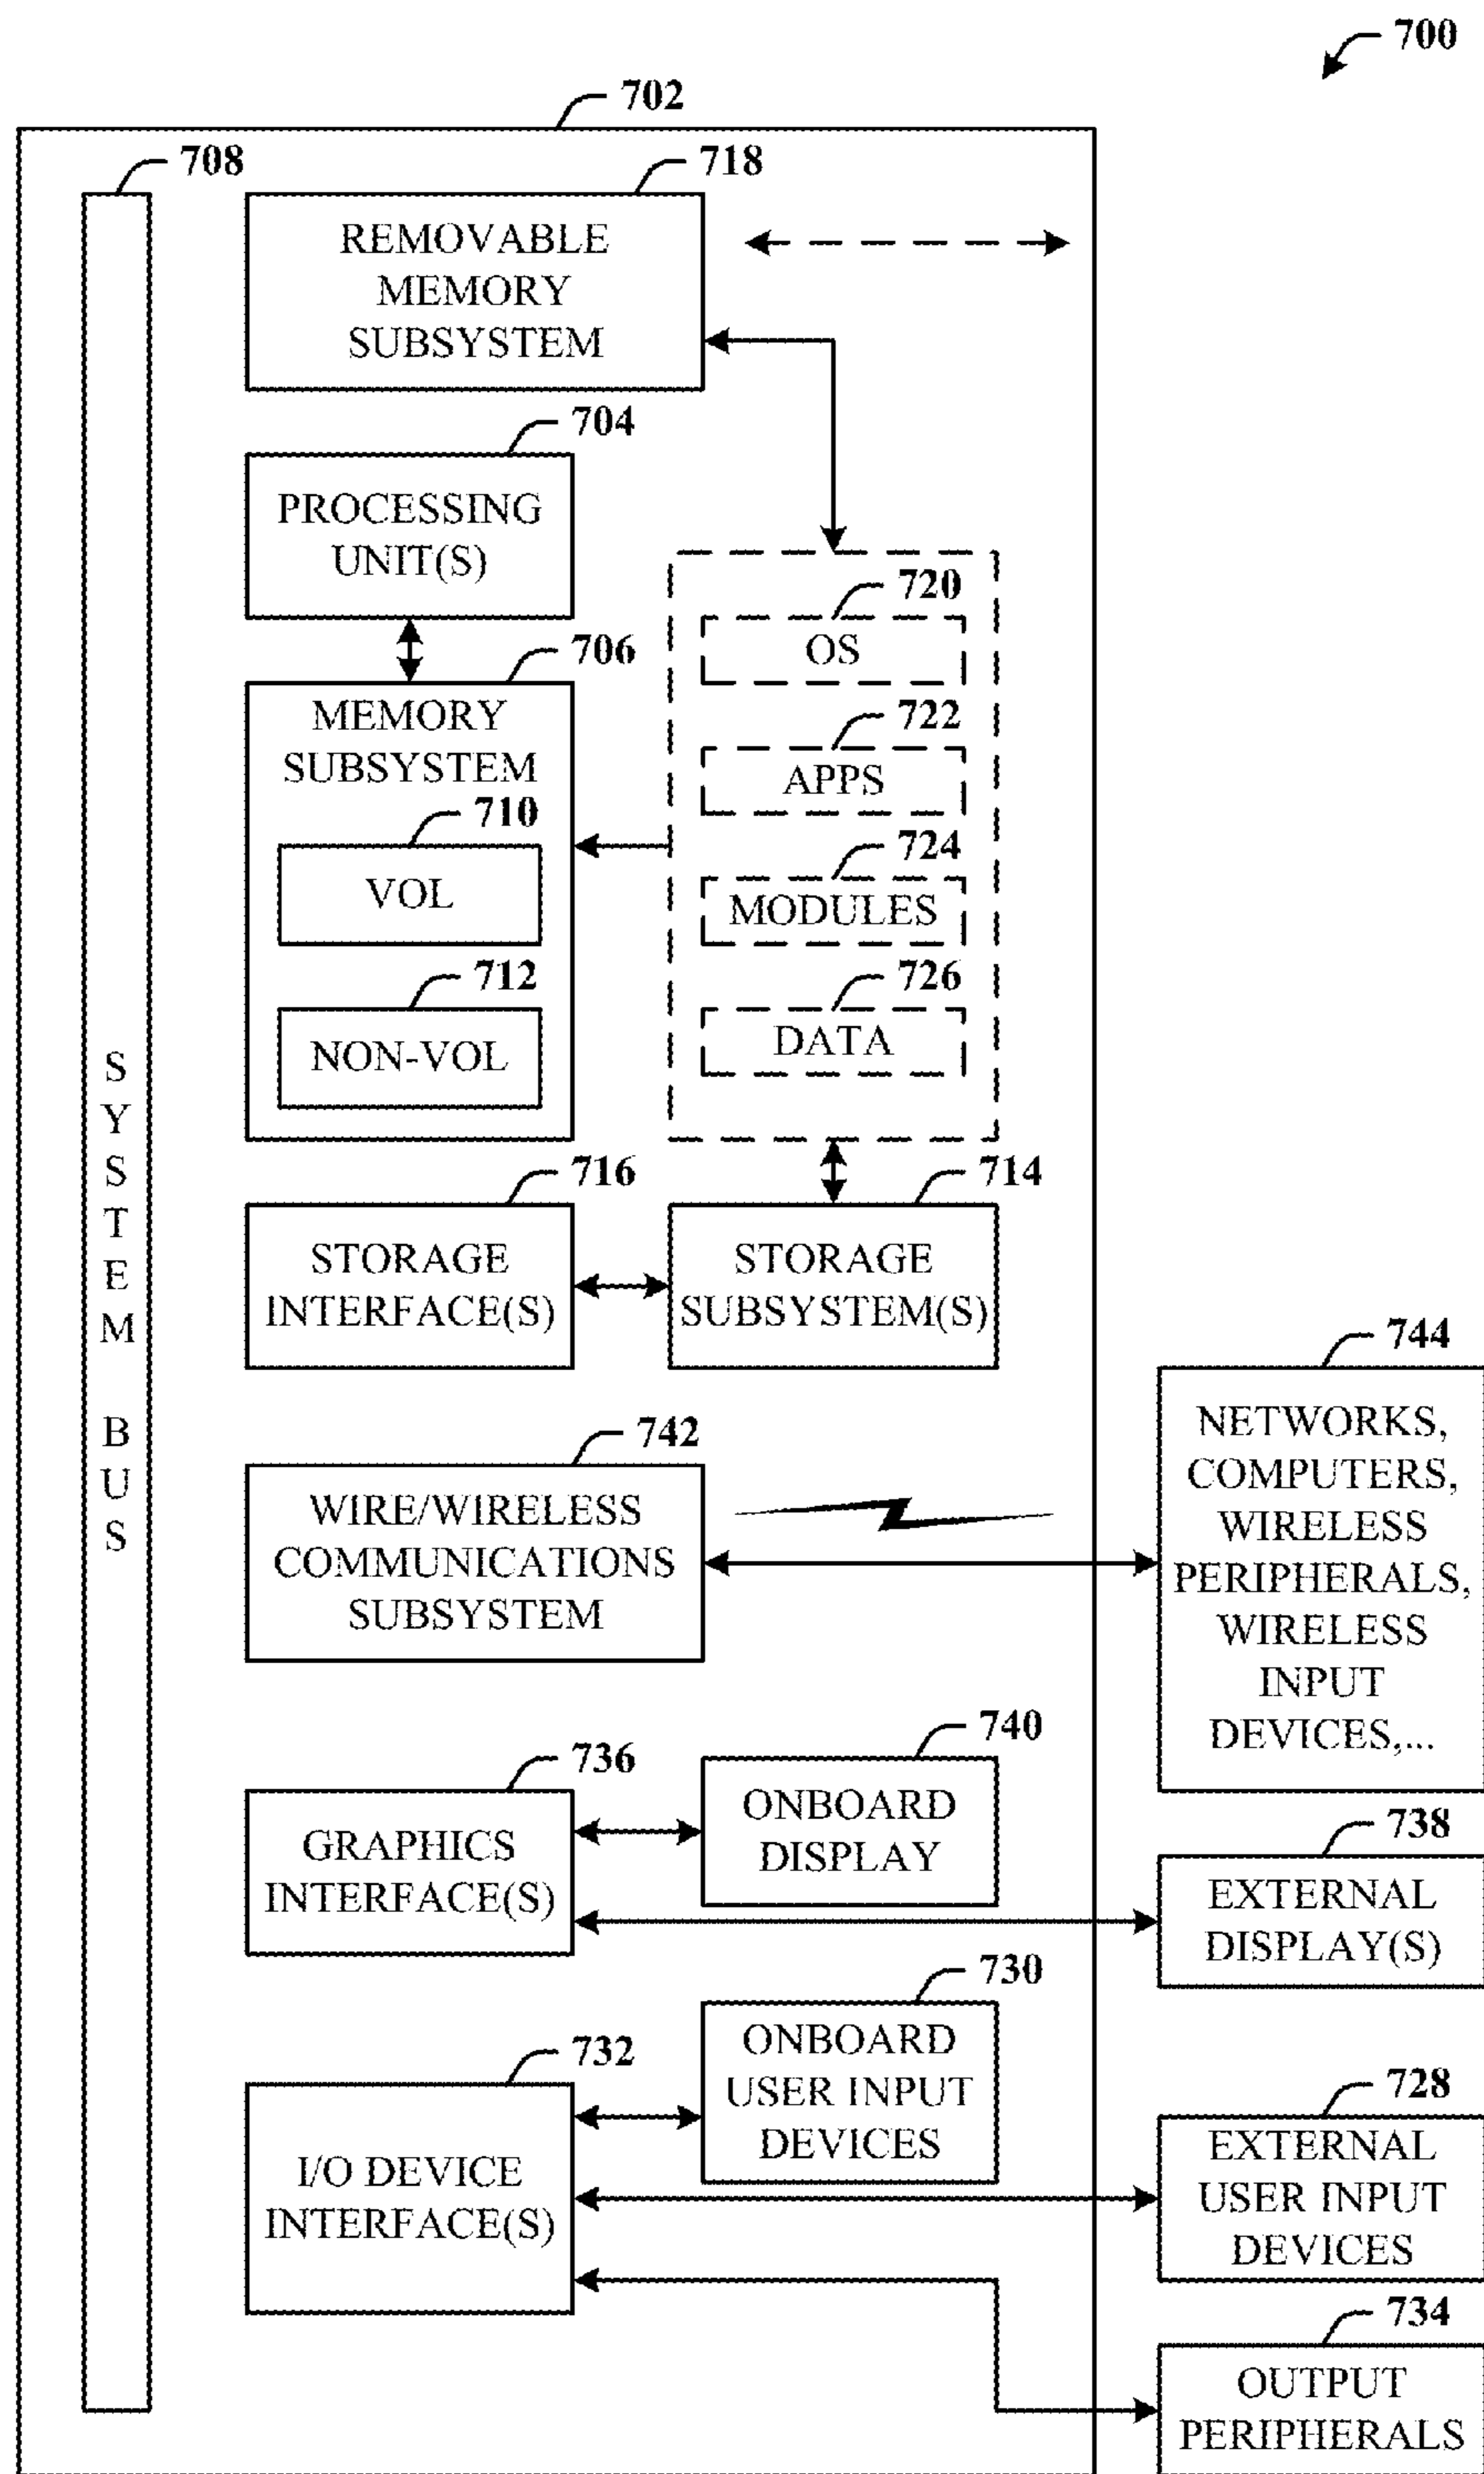 700
702
708
718
REMOVABLE
MEMORY
SUBSYSTEM
704
PROCESSING
UNIT(S)
706
MEMORY
SUBSYSTEM
710
VOL
712
NON-VOL
720
OS
722
APPS
724
MODULES
726
DATA
SYSTEM BUS
716
STORAGE
INTERFACE(S)
714
STORAGE
SUBSYSTEM(S)
742
WIRE/WIRELESS
COMMUNICATIONS
SUBSYSTEM
744
NETWORKS,
COMPUTERS,
WIRELESS
PERIPHERALS,
WIRELESS
INPUT
DEVICES,...
736
GRAPHICS
INTERFACE(S)
740
ONBOARD
DISPLAY
738
EXTERNAL
DISPLAY(S)
732
I/O DEVICE
INTERFACE(S)
730
ONBOARD
USER INPUT
DEVICES
728
EXTERNAL
USER INPUT
DEVICES
734
OUTPUT
PERIPHERALS